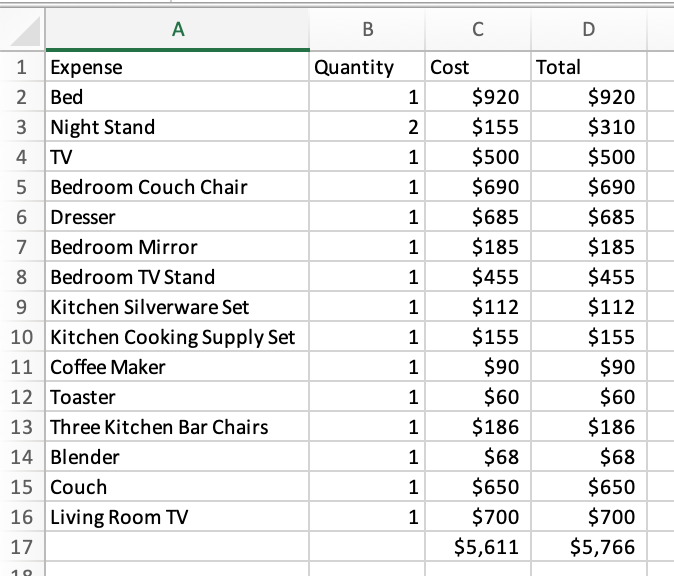 A B C D
1 Expense Quantity Cost Total
2 Bed 1 $920 $920
3 Night Stand 2 $155 $310
4 TV 1 $500 $500
5 Bedroom Couch Chair 1 $690 $690
6 Dresser 1 $685 $685
7 Bedroom Mirror 1 $185 $185
8 Bedroom TV Stand 1 $455 $455
9 Kitchen Silverware Set 1 $112 $112
10 Kitchen Cooking Supply Set 1 $155 $155
11 Coffee Maker 1 $90 $90
12 Toaster 1 $60 $60
13 Three Kitchen Bar Chairs 1 $186 $186
14 Blender 1 $68 $68
15 Couch 1 $650 $650
16 Living Room TV 1 $700 $700
17 $5,611 $5,766
18